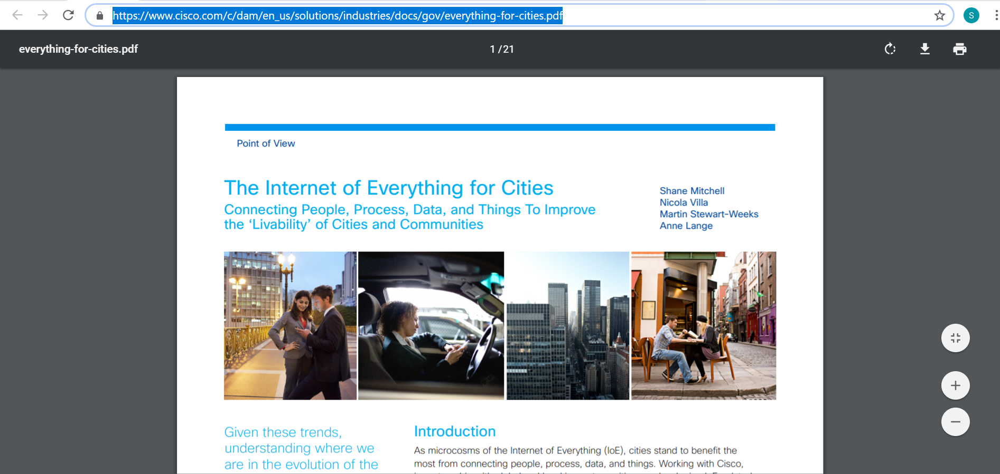 https://www.cisco.com/c/dam/en_us/solutions/industries/docs/gov/everything-for-cities.pdf
S
everything-for-cities.pdf
1 / 21
Point of View
The Internet of Everything for Cities
Connecting People, Process, Data, and Things To Improve
the ‘Livability’ of Cities and Communities
Shane Mitchell
Nicola Villa
Martin Stewart-Weeks
Anne Lange
Given these trends,
understanding where we
are in the evolution of the
Introduction
As microcosms of the Internet of Everything (IoE), cities stand to benefit the
most from connecting people, process, data, and things. Working with Cisco,